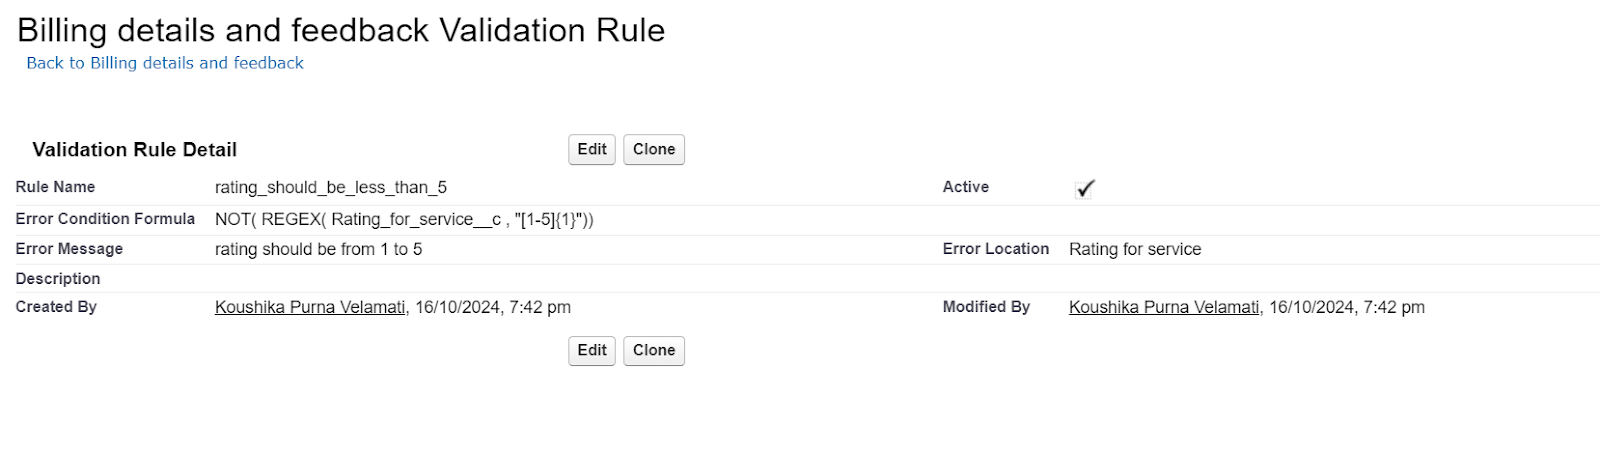 Billing details and feedback Validation Rule
Back to Billing details and feedback
Validation Rule Detail Edit Clone
Rule Name rating_should_be_less_than_5 Active
Error Condition Formula NOT( REGEX( Rating_for_service__c , "[1-5]{1}"))
Error Message rating should be from 1 to 5 Error Location Rating for service
Description
Created By Koushika Purna Velamati, 16/10/2024, 7:42 pm Modified By Koushika Purna Velamati, 16/10/2024, 7:42 pm
Edit Clone